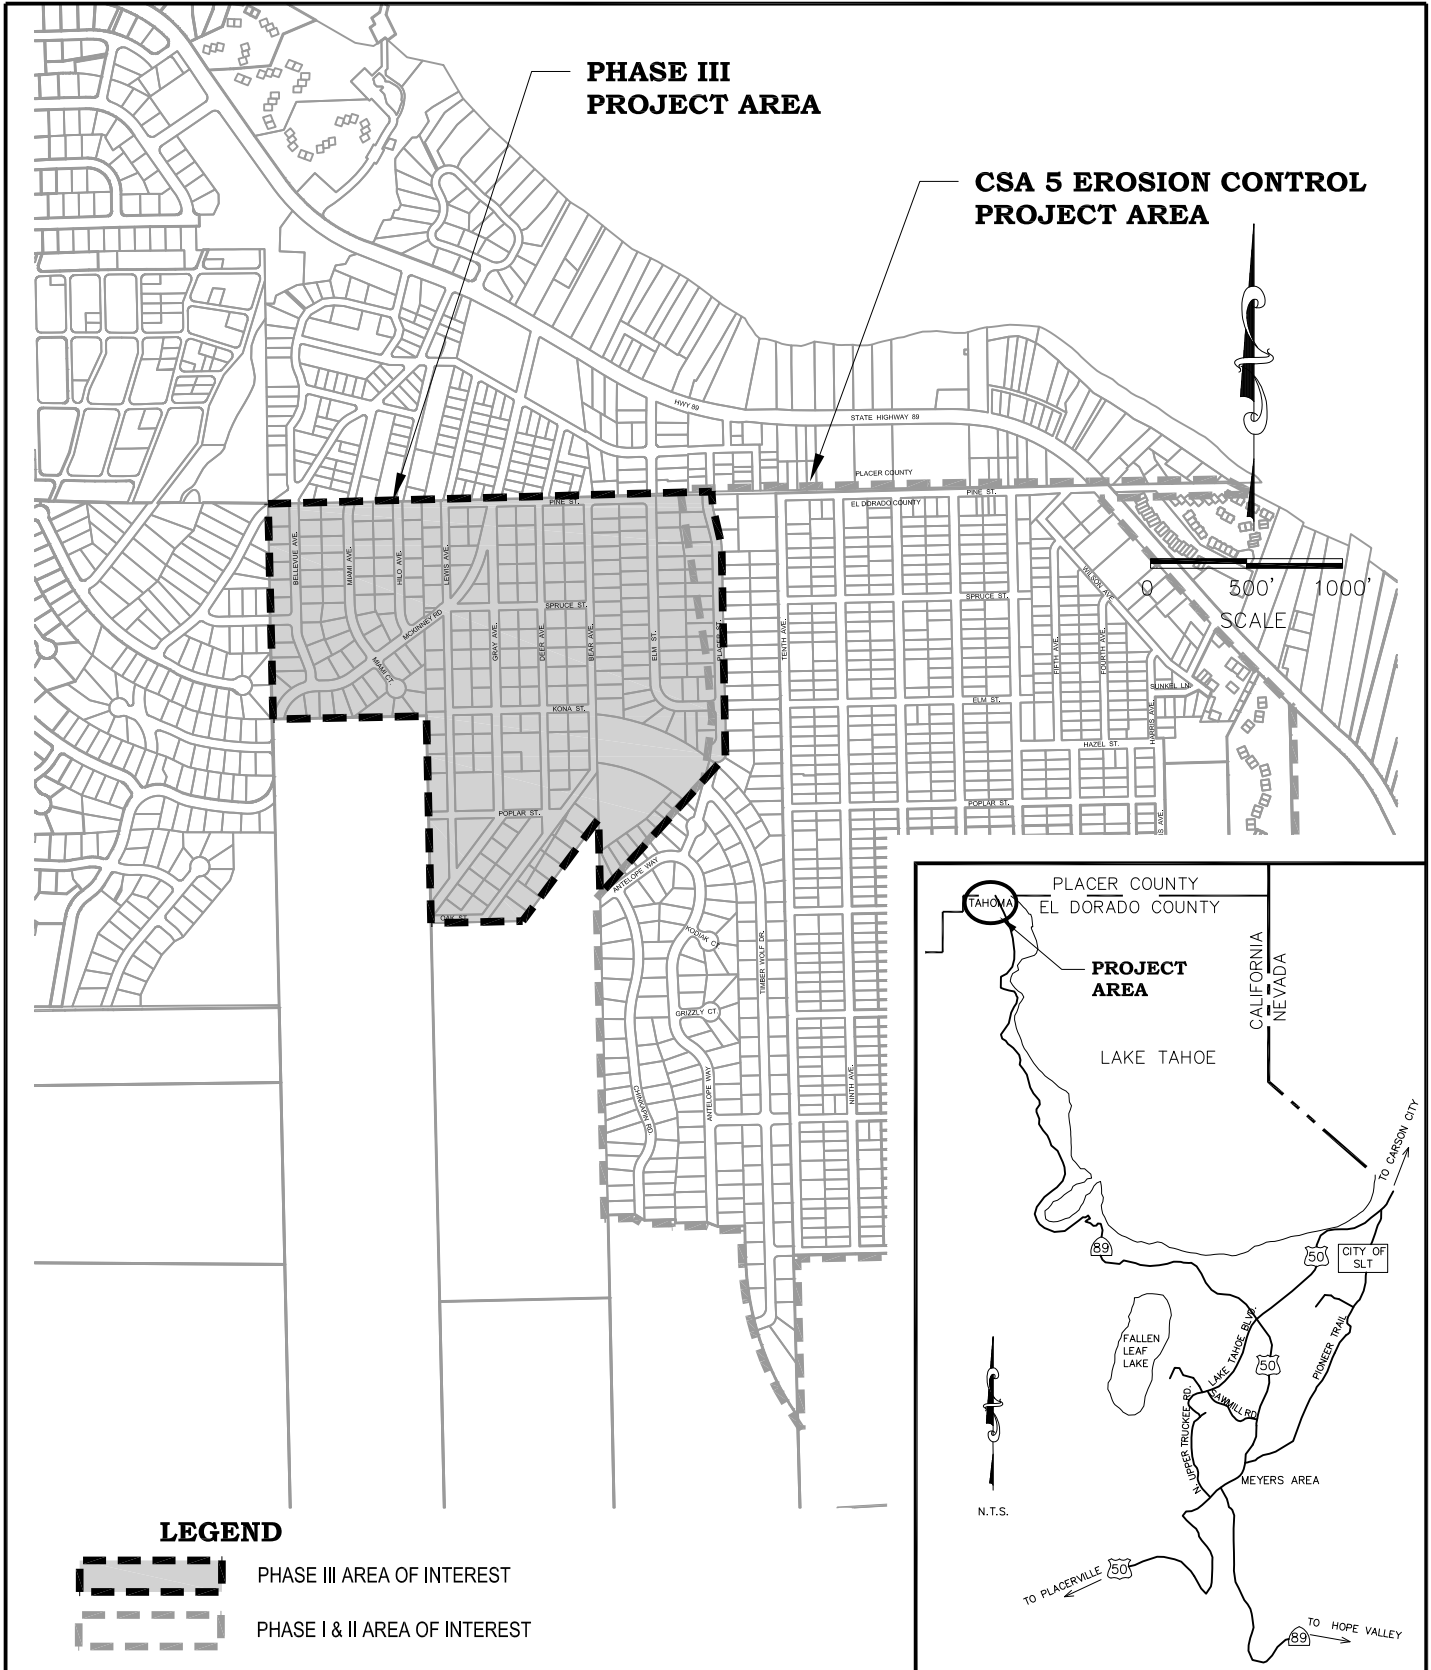 PHASE III
PROJECT AREA
CSA 5 EROSION CONTROL
PROJECT AREA
HWY 89
STATE HIGHWAY 89
PLACER COUNTY
PINE ST.
EL DORADO COUNTY
PINE ST.
BELLEVUE AVE.
MIAMI AVE.
HILO AVE.
LEWIS AVE.
MCKINNEY RD
MIAMI CT
GRAY AVE.
DEER AVE.
BEAR AVE.
ELM ST.
PLACER ST.
TENTH AVE.
SPRUCE ST.
SPRUCE ST.
WILSON AVE.
FIFTH AVE.
FOURTH AVE.
SUNKEL LN.
HARRIS AVE.
KONA ST.
ELM ST.
HAZEL ST.
POPLAR ST.
POPLAR ST.
IS AVE.
OAK ST.
ANTELOPE WAY
KODIAK CT.
TIMBER WOLF DR.
GRIZZLY CT.
CHINKAPIN RD.
ANTELOPE WAY
NINTH AVE.
0 500' 1000'
SCALE
PLACER COUNTY
TAHOMA
EL DORADO COUNTY
PROJECT
AREA
CALIFORNIA
NEVADA
LAKE TAHOE
TO CARSON CITY
89
50
CITY OF
SLT
FALLEN
LEAF
LAKE
LAKE TAHOE BLVD.
50
PIONEER TRAIL
SAWMILL RD.
N. UPPER TRUCKEE RD.
MEYERS AREA
N.T.S.
TO PLACERVILLE
50
TO HOPE VALLEY
89
LEGEND
PHASE III AREA OF INTEREST
PHASE I & II AREA OF INTEREST